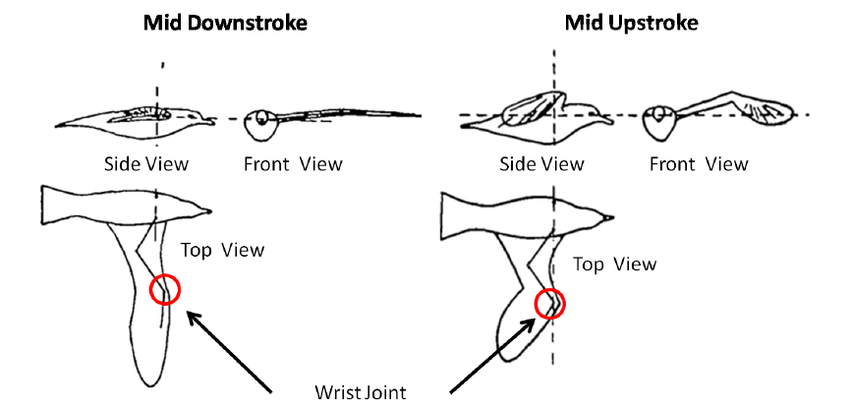 Mid Downstroke
Mid Upstroke
Side View
Front View
Side View
Front View
Top View
Top View
Wrist Joint